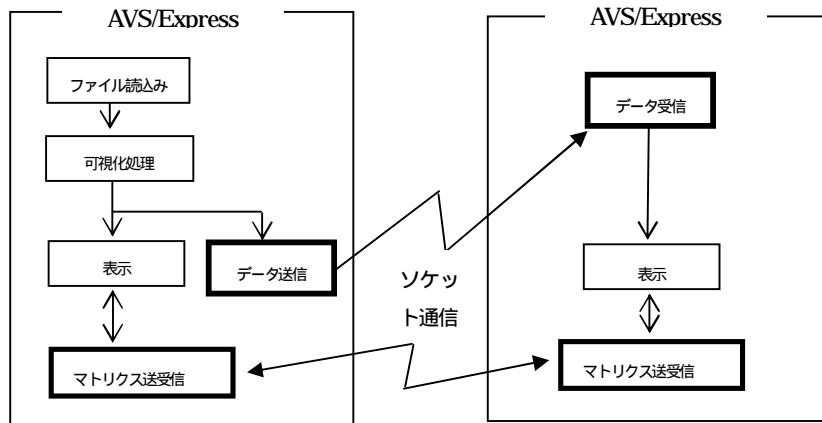 AVS/Express
ファイル読込み
可視化処理
表示
データ送信
マトリクス送受信
ソケッ
ト通信
AVS/Express
データ受信
表示
マトリクス送受信